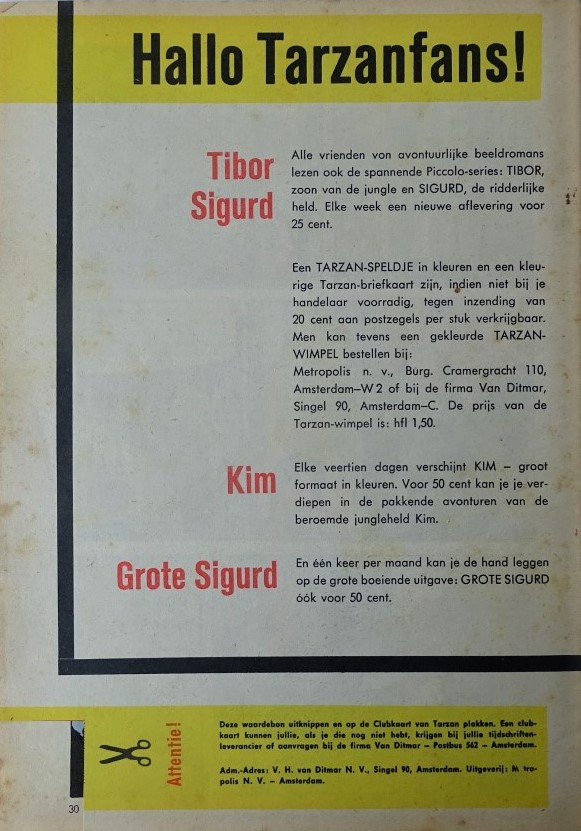 Hallo Tarzanfans!
Tibor
Sigurd
Alle vrienden van avontuurlijke beeldromans
lezen ook de spannende Piccolo-series: TIBOR,
zoon van de jungle en SIGURD, de ridderlijke
held. Elke week een nieuwe aflevering voor
25 cent.
Een TARZAN-SPELDJE in kleuren en een kleu-
rige Tarzan-briefkaart zijn, indien niet bij je
handelaar voorradig, tegen inzending van
20 cent aan postzegels per stuk verkrijgbaar.
Men kan tevens een gekleurde TARZAN-
WIMPEL bestellen bij:
Metropolis n. v., Burg. Cramergracht 110,
Amsterdam–W 2 of bij de firma Van Ditmar,
Singel 90, Amsterdam–C. De prijs van de
Tarzan-wimpel is: hfl 1,50.
Kim
Elke veertien dagen verschijnt KIM – groot
formaat in kleuren. Voor 50 cent kan je je ver-
diepen in de pakkende avonturen van de
beroemde jungleheld Kim.
Grote Sigurd
En één keer per maand kan je de hand leggen
op de grote boeiende uitgave: GROTE SIGURD
óók voor 50 cent.
Attentie!
Deze waardebon uitknippen en op de Clubkaart van Tarzan plakken. Een club-
kaart kunnen jullie, als je die nog niet hebt, krijgen bij jullie tijdschriften-
leverancier of aanvragen bij de firma Van Ditmar – Postbus 562 – Amsterdam.
Adm.-Adres: V. H. van Ditmar N. V., Singel 90, Amsterdam. Uitgeverij: M tro-
polis N. V. – Amsterdam.
30